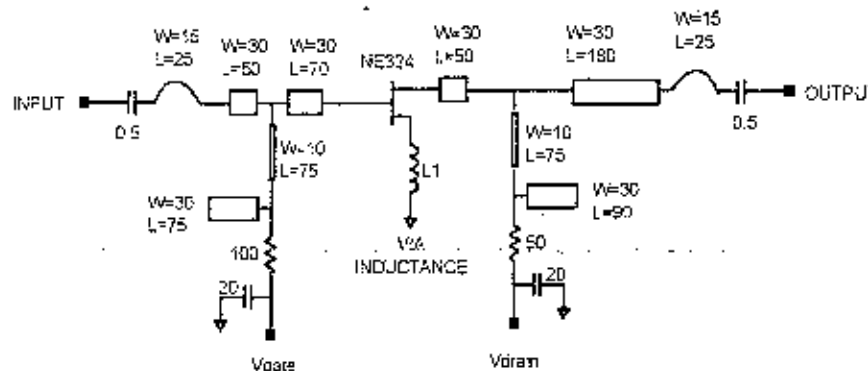 W=15
L=25
W=30
L=50
W=30
L=70
NE334
W=30
L=50
W=30
L=180
W=15
L=25
INPUT
0.5
OUTPU
0.5
W=10
L=75
L1
W=10
L=75
W=30
L=75
W=30
L=90
100
VIA
INDUCTANCE
50
20
20
Vgate
Vdrain